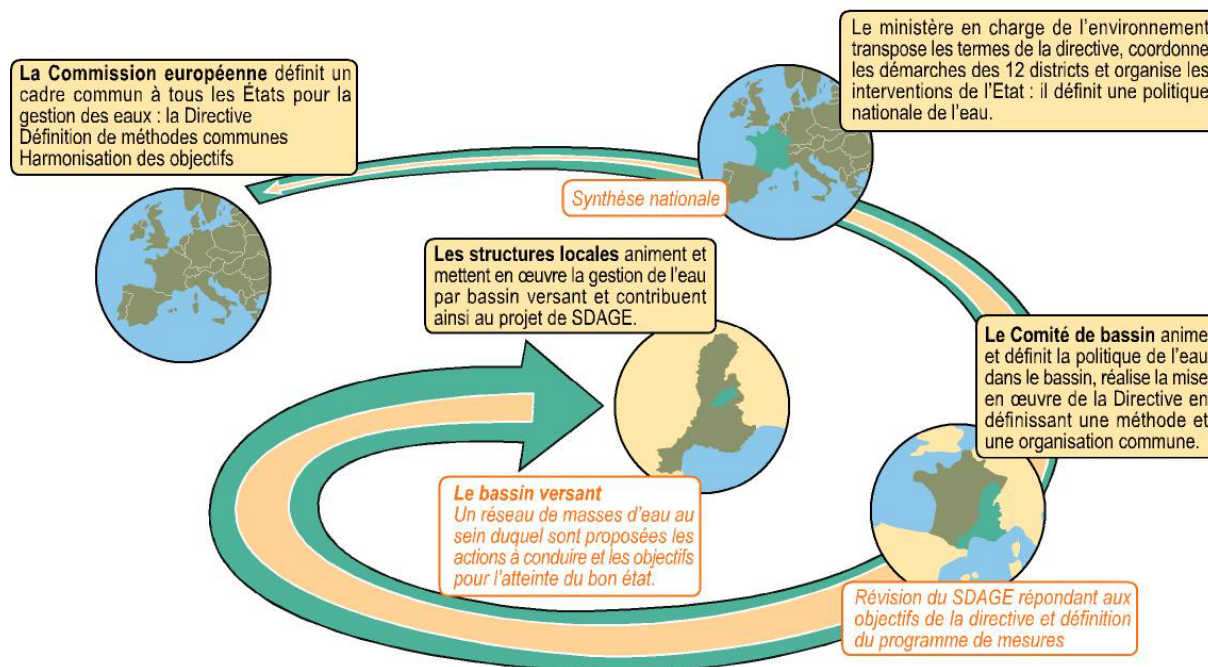 La Commission européenne définit un
cadre commun à tous les États pour la
gestion des eaux : la Directive
Définition de méthodes communes
Harmonisation des objectifs
Le ministère en charge de l'environnement
transpose les termes de la directive, coordonne
les démarches des 12 districts et organise les
interventions de l'Etat : il définit une politique
nationale de l'eau.
Synthèse nationale
Les structures locales animent et
mettent en œuvre la gestion de l'eau
par bassin versant et contribuent
ainsi au projet de SDAGE.
Le Comité de bassin anime
et définit la politique de l'eau
dans le bassin, réalise la mise
en œuvre de la Directive en
définissant une méthode et
une organisation commune.
Le bassin versant
Un réseau de masses d'eau au
sein duquel sont proposées les
actions à conduire et les objectifs
pour l'atteinte du bon état.
Révision du SDAGE répondant aux
objectifs de la directive et définition
du programme de mesures